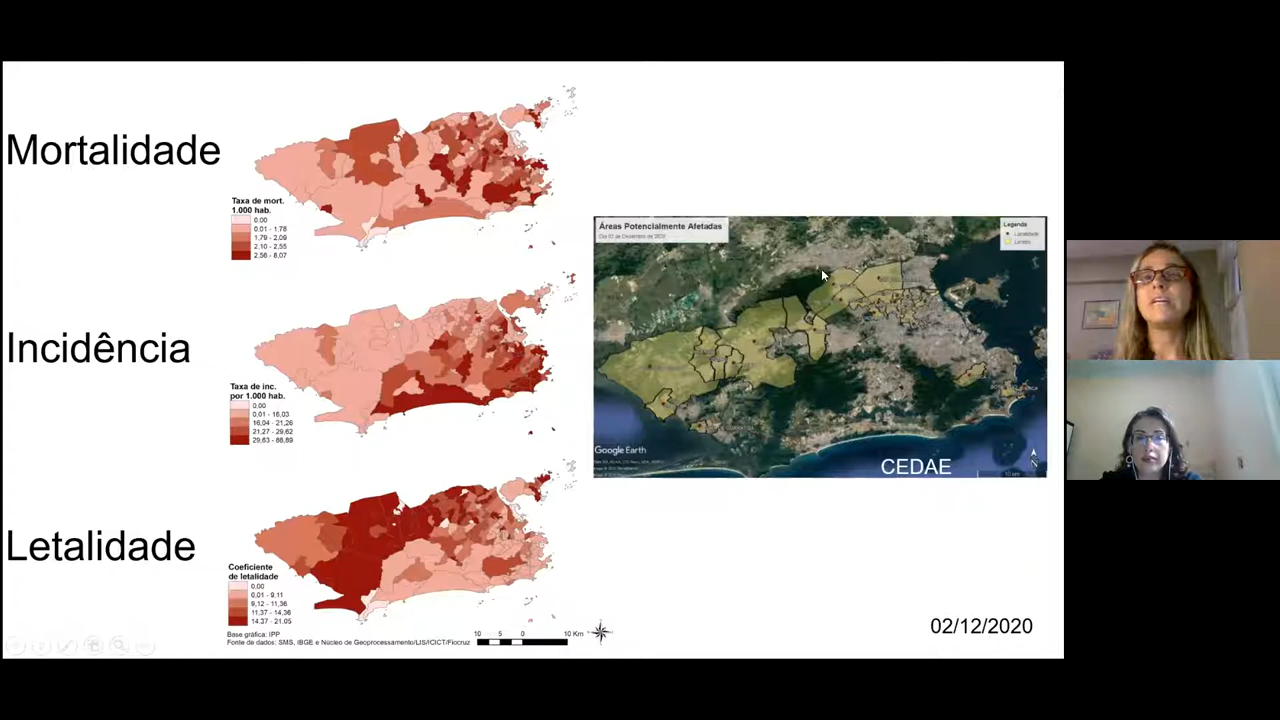 Mortalidade
Taxa de mort.
1.000 hab.
0.00
0,01 - 1,78
1,79 - 2,09
2,10 - 2,55
2,56 - 8,07
Incidência
Taxa de inc.
por 1.000 hab.
0,00
0,01 - 16,03
16,04 - 21,26
21,27 - 29,62
29,63 - 86,89
Letalidade
Coeficiente
de letalidade
0,00
0,01 - 9,11
9,12 - 11,36
11,37 - 14,36
14,37 - 21,05
Base gráfica: IPP
Fonte de dados: SMS, IBGE e Núcleo de Geoprocessamento/LIS/ICICT/Fiocruz
10 5 0 10 Km
Áreas Potencialmente Afetadas
Legenda
Google Earth
CEDAE
N
02/12/2020